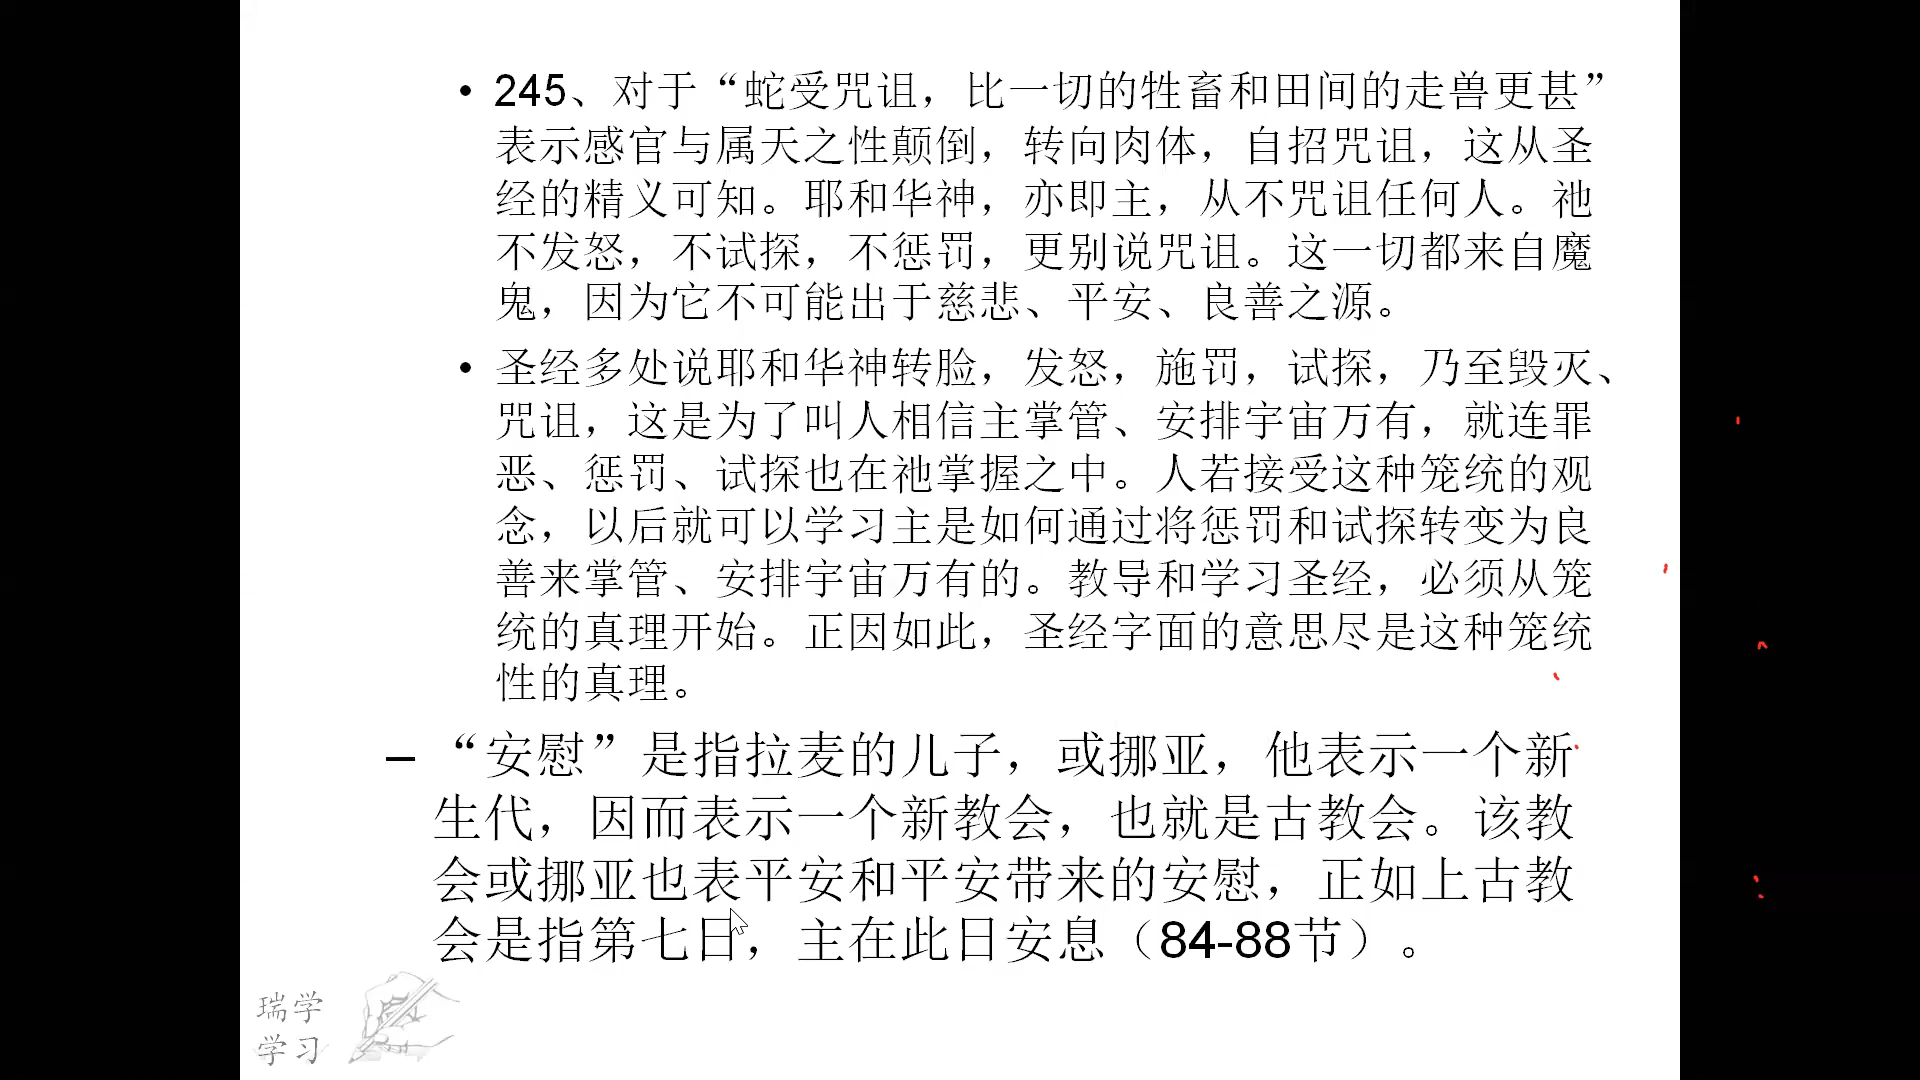 • 245、对于“蛇受咒诅，比一切的牲畜和田间的走兽更甚”
表示感官与属天之性颠倒，转向肉体，自招咒诅，这从圣
经的精义可知。耶和华神，亦即主，从不咒诅任何人。祂
不发怒，不试探，不惩罚，更别说咒诅。这一切都来自魔
鬼，因为它不可能出于慈悲、平安、良善之源。
• 圣经多处说耶和华神转脸，发怒，施罚，试探，乃至毁灭、
咒诅，这是为了叫人相信主掌管、安排宇宙万有，就连罪
恶、惩罚、试探也在祂掌握之中。人若接受这种笼统的观
念，以后就可以学习主是如何通过将惩罚和试探转变为良
善来掌管、安排宇宙万有的。教导和学习圣经，必须从笼
统的真理开始。正因如此，圣经字面的意思尽是这种笼统
性的真理。
– “安慰”是指拉麦的儿子，或挪亚，他表示一个新
生代，因而表示一个新教会，也就是古教会。该教
会或挪亚也表平安和平安带来的安慰，正如上古教
会是指第七日，主在此日安息（84-88节）。
瑞学
学习